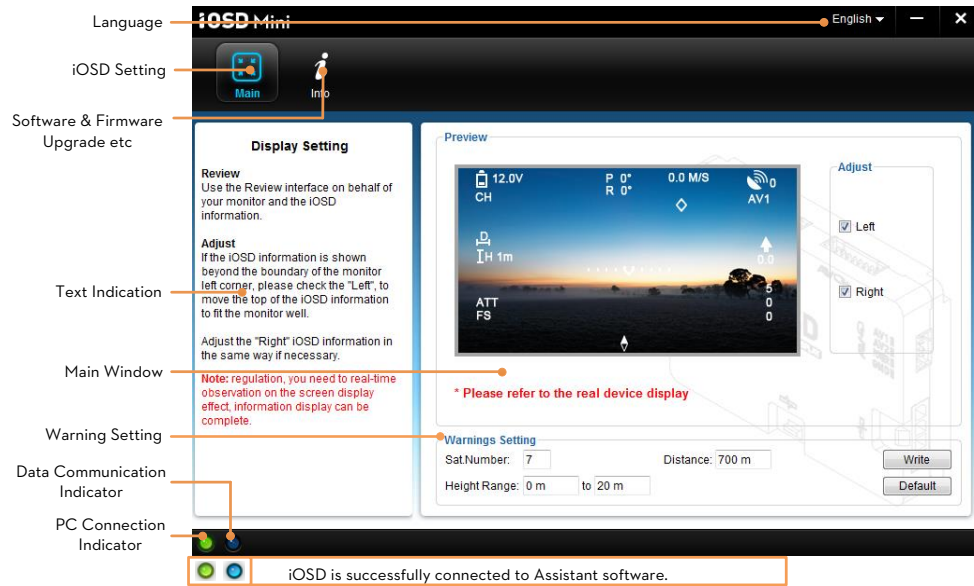 Language
iOSD Setting
Software & Firmware
Upgrade etc
Text Indication
Main Window
Warning Setting
Data Communication
Indicator
PC Connection
Indicator
iOSD Mini
English
Main
Info
Display Setting
Review
Use the Review interface on behalf of
your monitor and the iOSD
information.
Adjust
If the iOSD information is shown
beyond the boundary of the monitor
left corner, please check the "Left", to
move the top of the iOSD information
to fit the monitor well.
Adjust the "Right" iOSD information in
the same way if necessary.
Note: regulation, you need to real-time
observation on the screen display
effect, information display can be
complete.
Preview
12.0V
CH
P 0°
R 0°
0.0 M/S
0
AV1
D
H 1m
0.0
ATT
FS
5
0
0
* Please refer to the real device display
Adjust
Left
Right
Warnings Setting
Sat.Number: 7
Distance: 700 m
Write
Height Range: 0 m to 20 m
Default
iOSD is successfully connected to Assistant software.